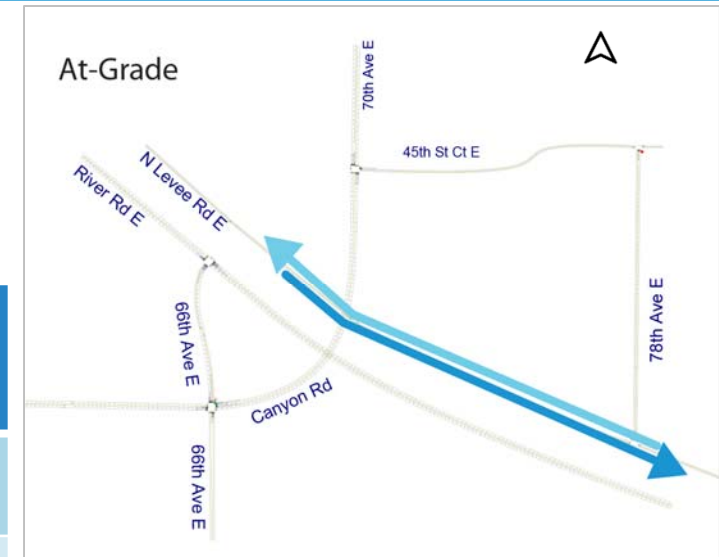 At-Grade
70th Ave E
45th St Ct E
N Levee Rd E
River Rd E
66th Ave E
78th Ave E
Canyon Rd
66th Ave E